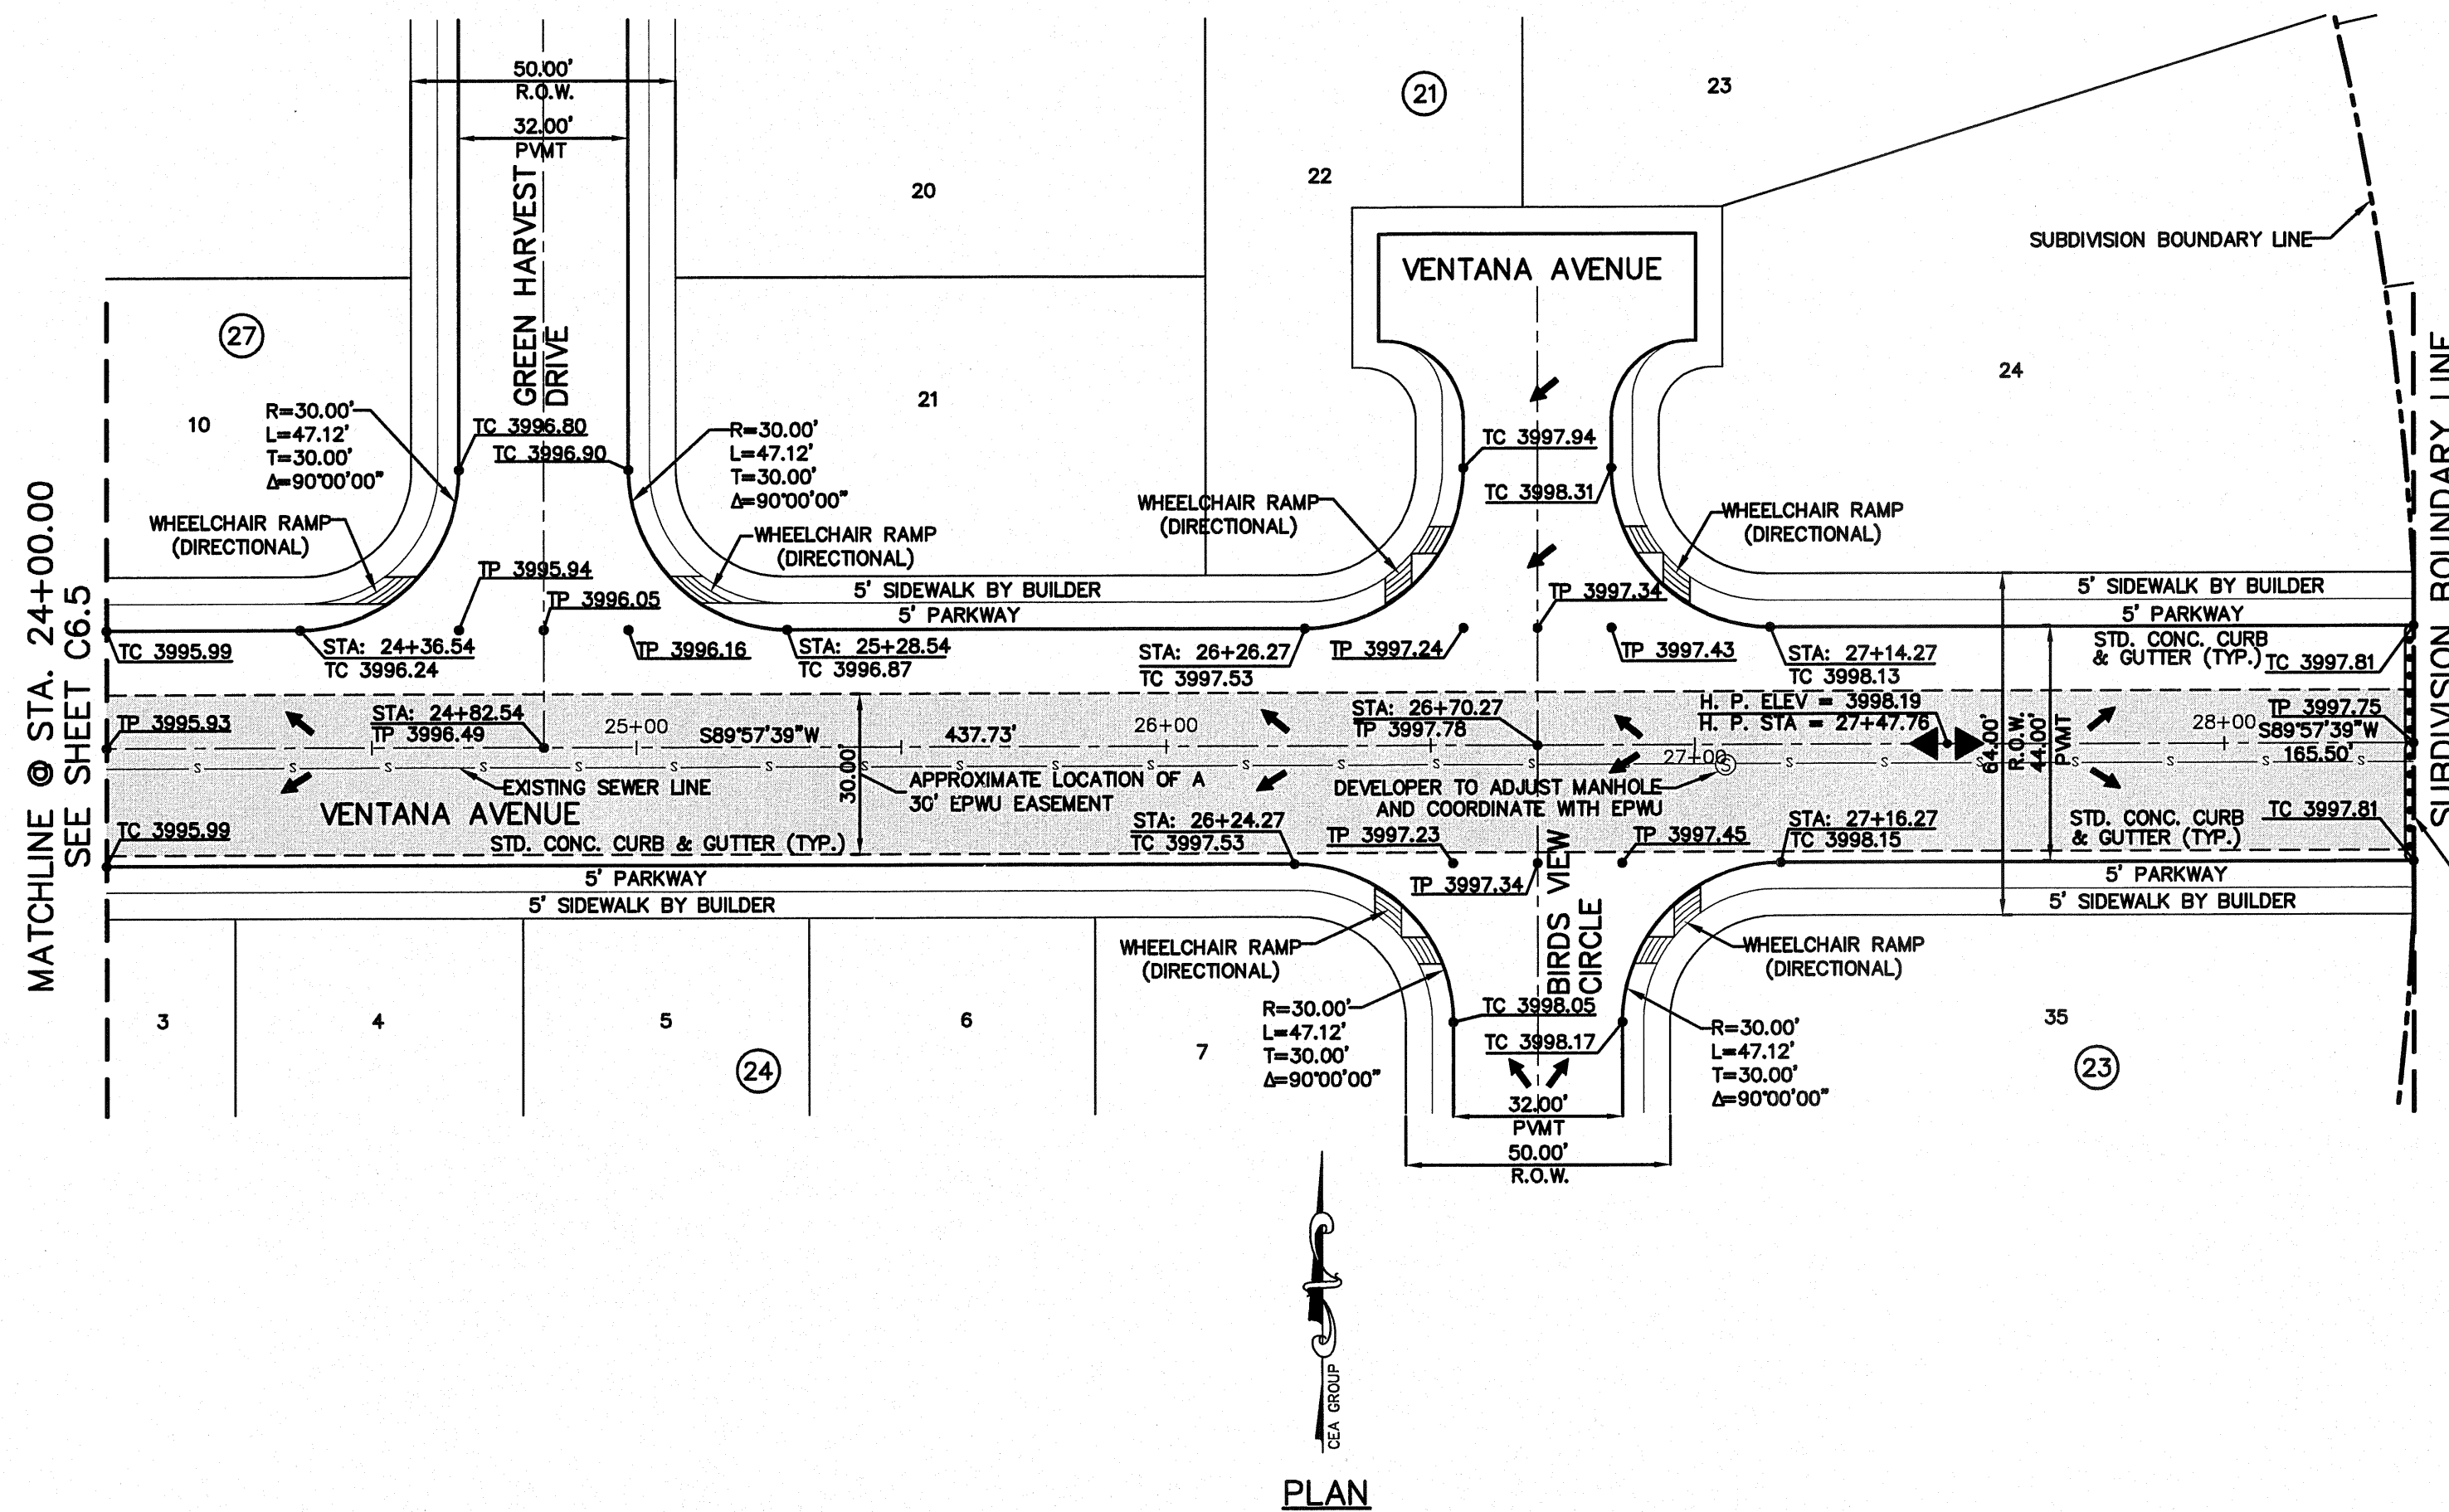 50.00'
R.O.W.
32.00'
PVMT
GREEN HARVEST
DRIVE
20
21
22
23
SUBDIVISION BOUNDARY LINE
VENTANA AVENUE
27
10
R=30.00'
L=47.12'
T=30.00'
Δ=90°00'00"
TC 3996.80
TC 3996.90
R=30.00'
L=47.12'
T=30.00'
Δ=90°00'00"
21
24
TC 3997.94
TC 3998.31
WHEELCHAIR RAMP
(DIRECTIONAL)
WHEELCHAIR RAMP
(DIRECTIONAL)
WHEELCHAIR RAMP
(DIRECTIONAL)
WHEELCHAIR RAMP
(DIRECTIONAL)
MATCHLINE @ STA. 24+00.00
SEE SHEET C6.5
SUBDIVISION BOUNDARY LINE
TP 3995.94
TP 3996.05
5' SIDEWALK BY BUILDER
5' PARKWAY
TP 3997.34
5' SIDEWALK BY BUILDER
5' PARKWAY
TC 3995.99
STA: 24+36.54
TC 3996.24
TP 3996.16
STA: 25+28.54
TC 3996.87
STA: 26+26.27
TC 3997.53
TP 3997.24
TP 3997.43
STA: 27+14.27
TC 3998.13
STD. CONC. CURB
& GUTTER (TYP.)
TC 3997.81
TP 3995.93
STA: 24+82.54
TP 3996.49
25+00
S89°57'39"W
437.73'
26+00
STA: 26+70.27
TP 3997.78
H. P. ELEV = 3998.19
H. P. STA = 27+47.76
27+00
64.00'
R.O.W.
44.00'
PVMT
28+00
TP 3997.75
S89°57'39"W
165.50'
S S S S S S S S S S S S S S S S S S S S S S S
S
EXISTING SEWER LINE
30.00'
APPROXIMATE LOCATION OF A
30' EPWU EASEMENT
DEVELOPER TO ADJUST MANHOLE
AND COORDINATE WITH EPWU
VENTANA AVENUE
TC 3995.99
STD. CONC. CURB & GUTTER (TYP.)
STA: 26+24.27
TC 3997.53
TP 3997.23
TP 3997.45
STA: 27+16.27
TC 3998.15
STD. CONC. CURB
& GUTTER (TYP.)
TC 3997.81
5' PARKWAY
5' SIDEWALK BY BUILDER
TP 3997.34
BIRDS VIEW
CIRCLE
5' PARKWAY
5' SIDEWALK BY BUILDER
WHEELCHAIR RAMP
(DIRECTIONAL)
WHEELCHAIR RAMP
(DIRECTIONAL)
3
4
5
6
7
24
R=30.00'
L=47.12'
T=30.00'
Δ=90°00'00"
TC 3998.05
TC 3998.17
R=30.00'
L=47.12'
T=30.00'
Δ=90°00'00"
35
23
32.00'
PVMT
50.00'
R.O.W.
CEA GROUP
PLAN